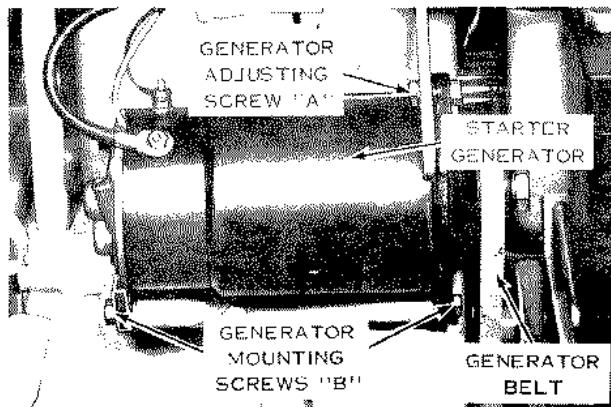 GENERATOR
ADJUSTING
SCREW "A"
STARTER
GENERATOR
GENERATOR
MOUNTING
SCREWS "B"
GENERATOR
BELT